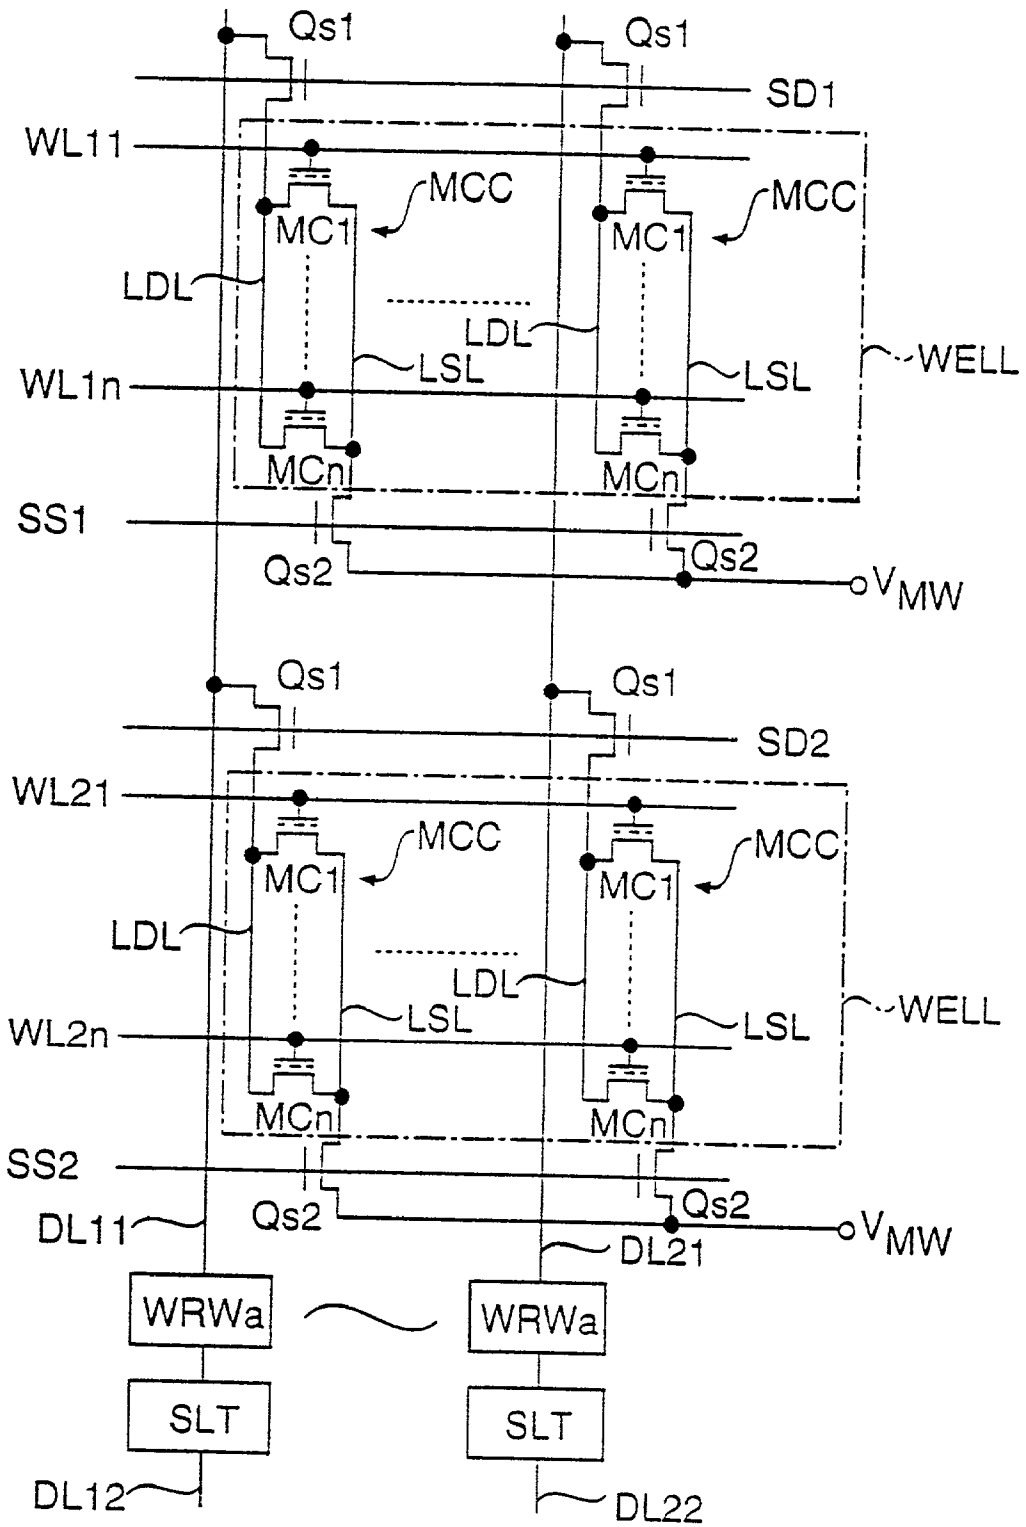 Qs1 Qs1
SD1
WL11
MCC MCC
MC1 MC1
LDL LDL
WELL
LSL LSL
WL1n
MCn MCn
SS1
Qs2 Qs2
VMW
Qs1 Qs1
SD2
WL21
MCC MCC
MC1 MC1
LDL LDL
WELL
LSL LSL
WL2n
MCn MCn
SS2
Qs2 Qs2
DL11 VMW
DL21
WRWa WRWa
SLT SLT
DL12 DL22